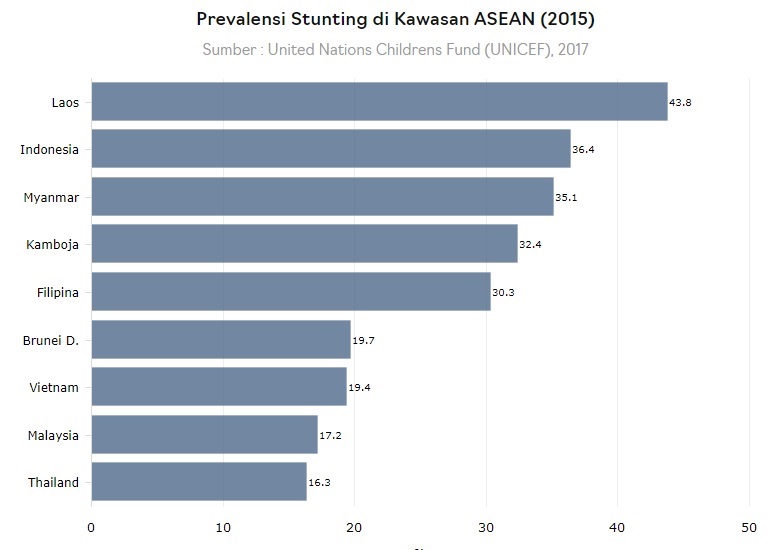 Prevalensi Stunting di Kawasan ASEAN (2015)
Sumber : United Nations Childrens Fund (UNICEF), 2017
Laos 43.8
Indonesia 36.4
Myanmar 35.1
Kamboja 32.4
Filipina 30.3
Brunei D. 19.7
Vietnam 19.4
Malaysia 17.2
Thailand 16.3
0 10 20 30 40 50